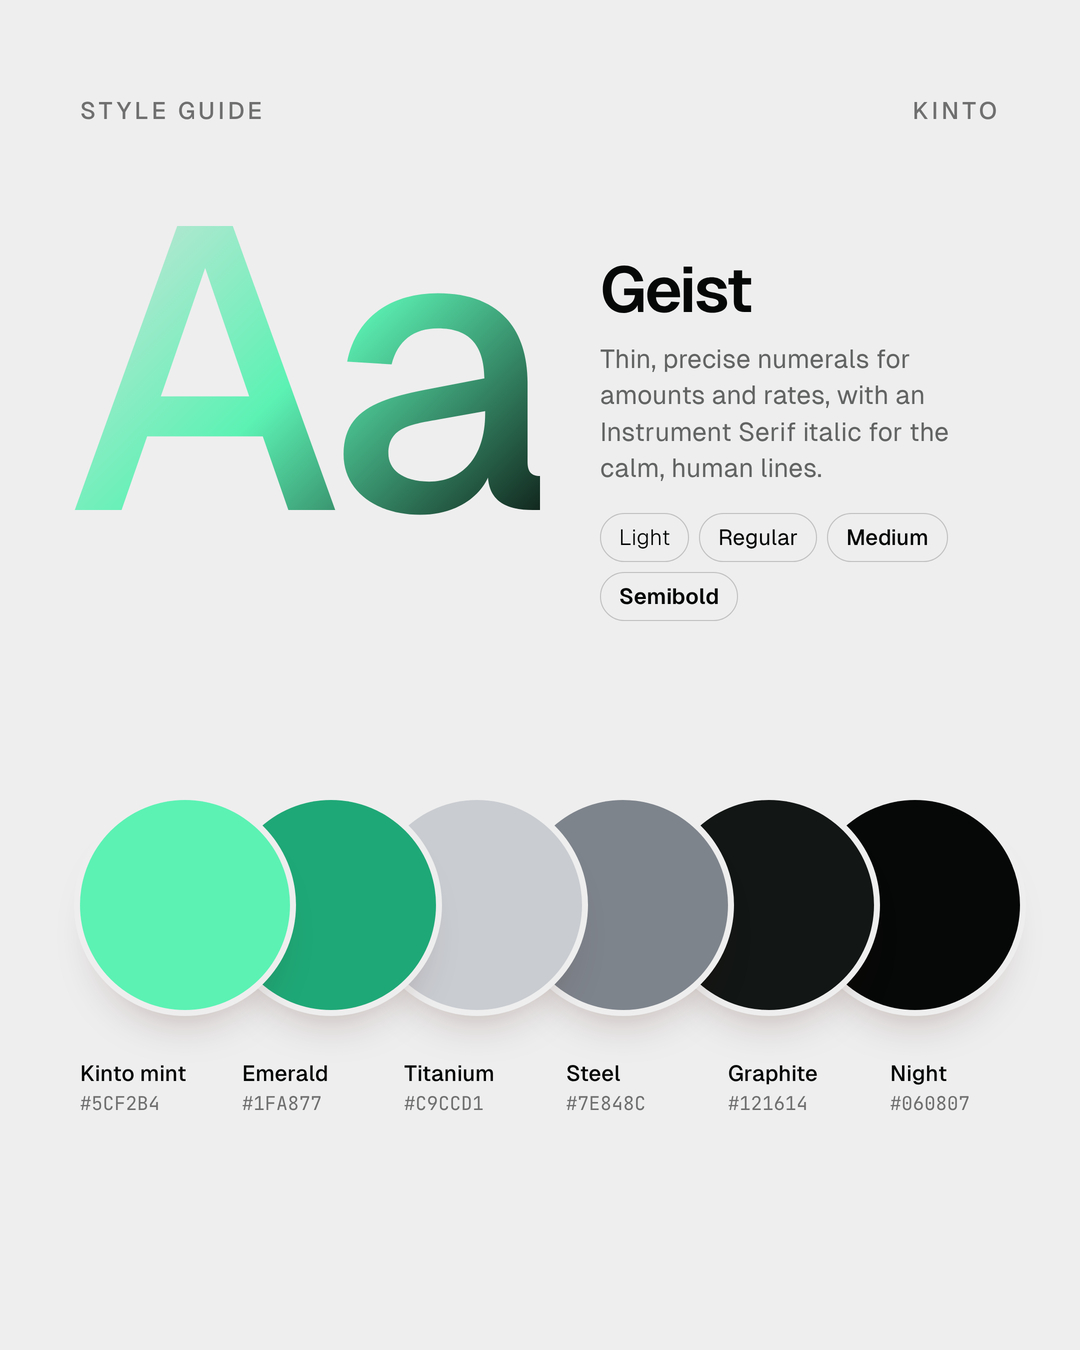 STYLE GUIDE
KINTO
Aa
Geist
Thin, precise numerals for
amounts and rates, with an
Instrument Serif italic for the
calm, human lines.
Light
Regular
Medium
Semibold
Kinto mint
#5CF2B4
Emerald
#1FA877
Titanium
#C9CCD1
Steel
#7E848C
Graphite
#121614
Night
#060807